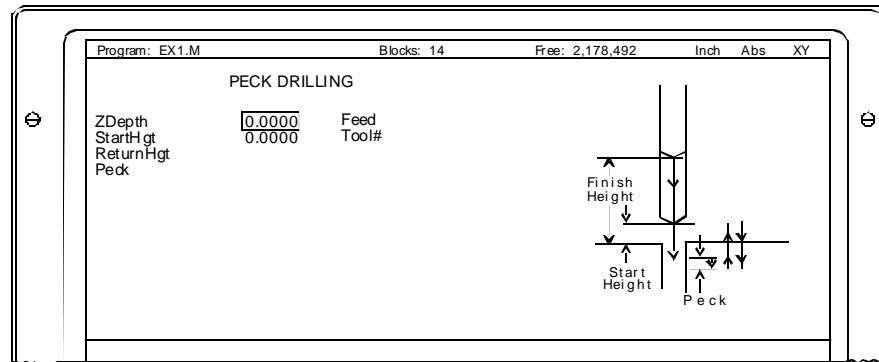 Program: EX1.M Blocks: 14 Free: 2,178,492 Inch Abs XY
PECK DRILLING
ZDepth 0.0000 Feed
StartHgt 0.0000 Tool#
ReturnHgt
Peck
Finish
Height
Start
Height
Peck